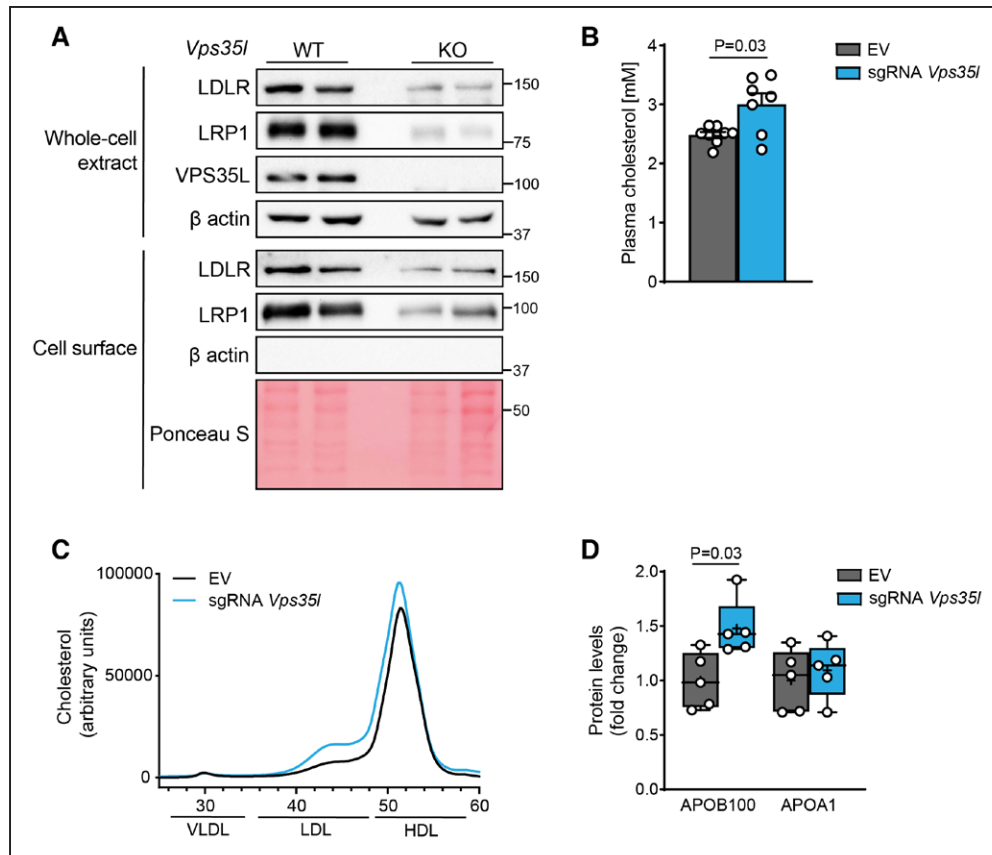 A
Vps35l WT KO
Whole-cell extract
LDLR 150
LRP1 75
VPS35L 100
β actin 37
Cell surface
LDLR 150
LRP1 100
β actin 37
Ponceau S 50
B
P=0.03
EV
sgRNA Vps35l
Plasma cholesterol [mM]
4
3
2
1
0
C
EV
sgRNA Vps35l
Cholesterol
(arbitrary units)
100000
50000
0
30 40 50 60
VLDL LDL HDL
D
P=0.03
EV
sgRNA Vps35l
Protein levels
(fold change)
2.0
1.5
1.0
0.5
0.0
APOB100 APOA1